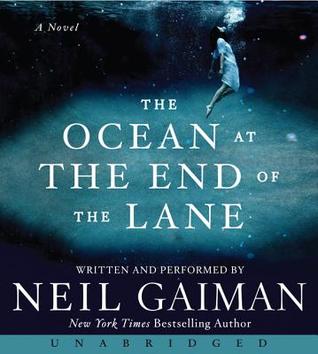 A Novel
THE
OCEAN AT
THE END OF
THE LANE
WRITTEN AND PERFORMED BY
NEIL GAIMAN
New York Times Bestselling Author
UNABRIDGED